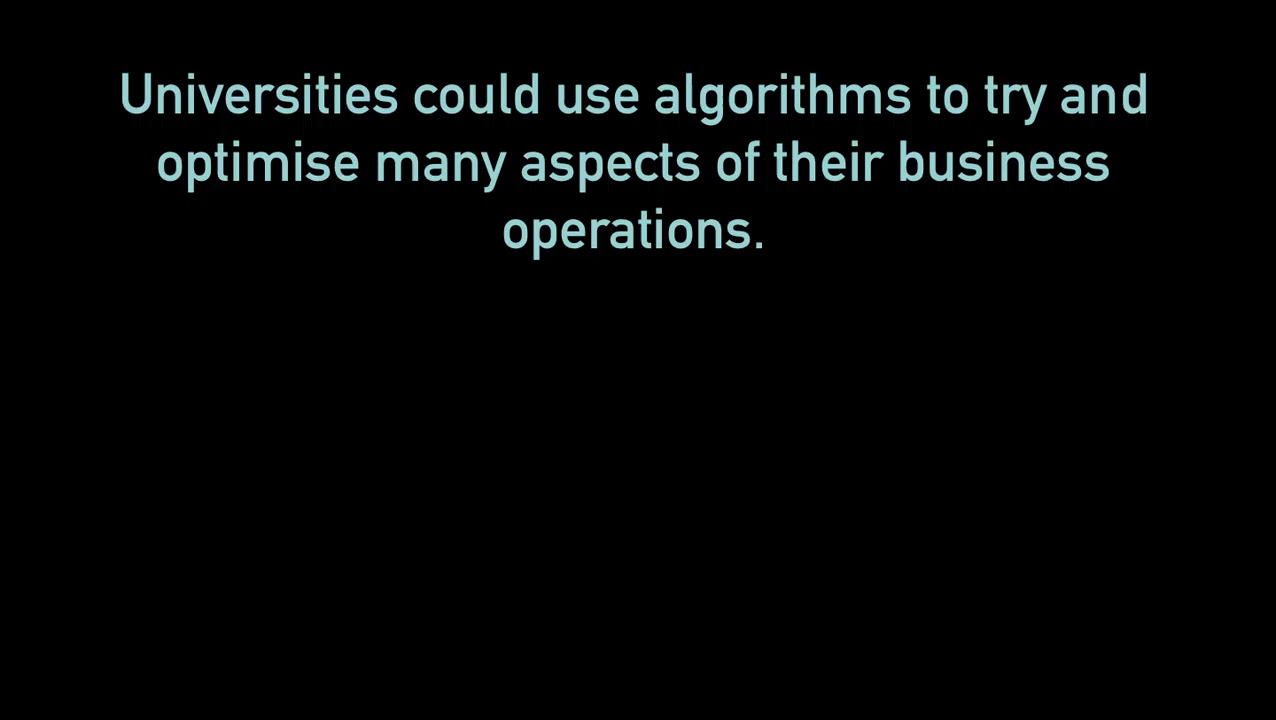 Universities could use algorithms to try and
optimise many aspects of their business
operations.